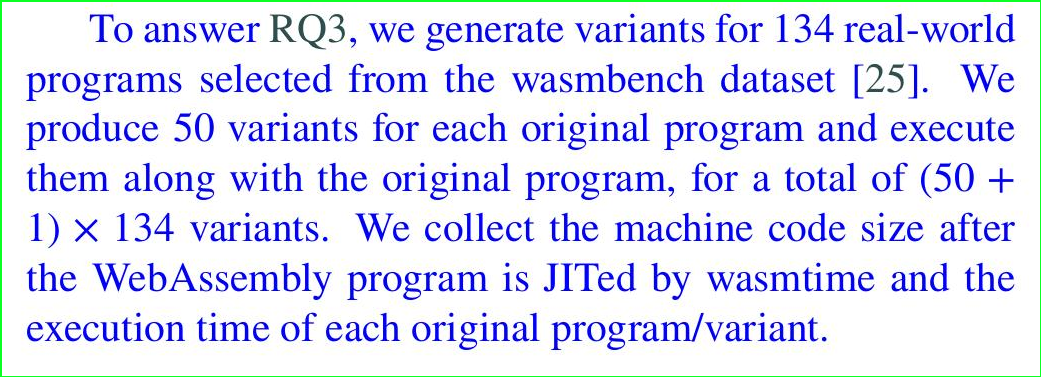 To answer RQ3, we generate variants for 134 real-world
programs selected from the wasmbench dataset [25]. We
produce 50 variants for each original program and execute
them along with the original program, for a total of (50 +
1) × 134 variants. We collect the machine code size after
the WebAssembly program is JITed by wasmtime and the
execution time of each original program/variant.